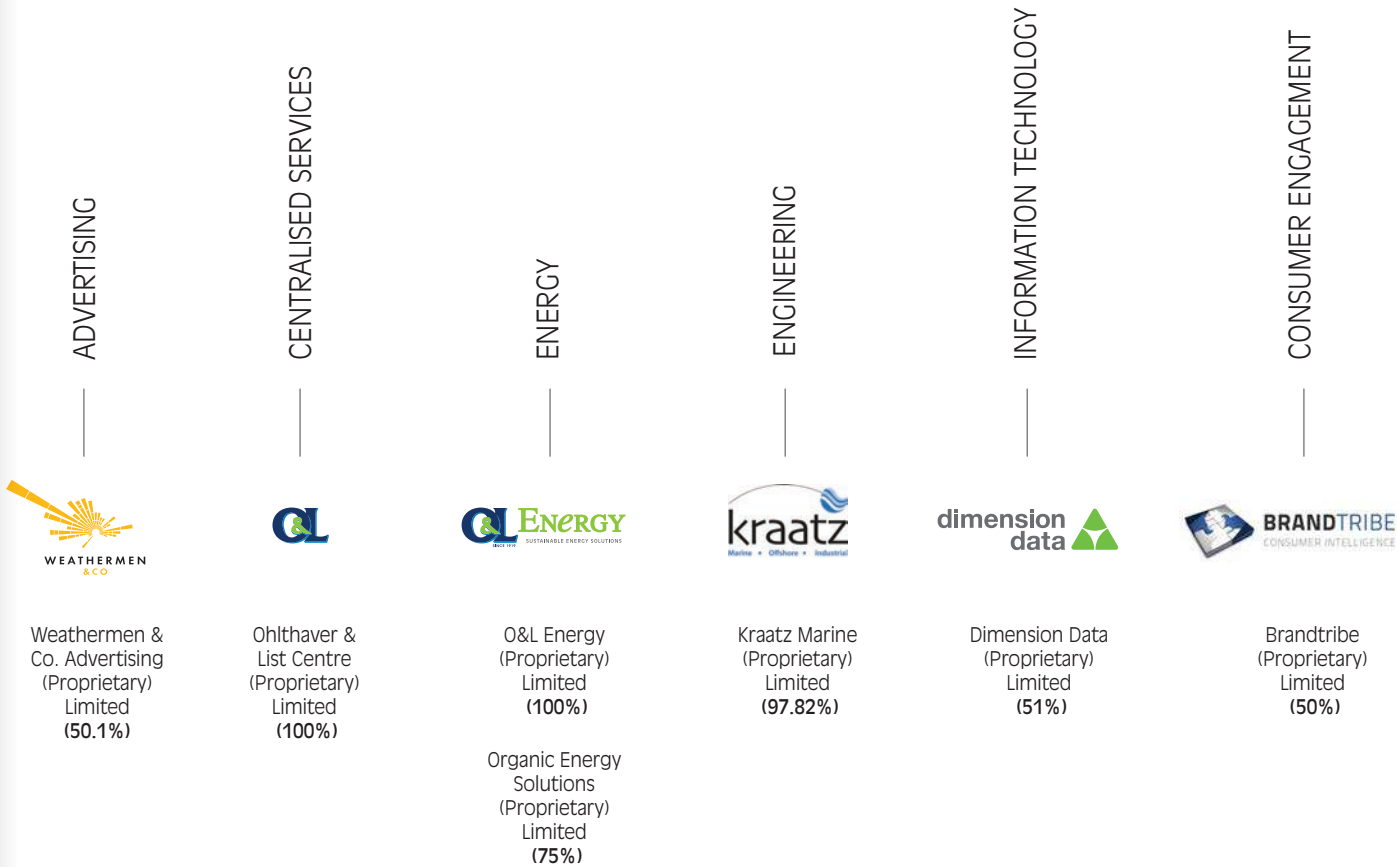 ADVERTISING
CENTRALISED SERVICES
ENERGY
ENGINEERING
INFORMATION TECHNOLOGY
CONSUMER ENGAGEMENT
WEATHERMEN
&CO
O&L
O&L ENERGY
SINCE 1919
SUSTAINABLE ENERGY SOLUTIONS
kraatz
Marine • Offshore • Industrial
dimension
data
BRANDTRIBE
CONSUMER INTELLIGENCE
Weathermen &
Co. Advertising
(Proprietary)
Limited
(50.1%)
Ohlthaver &
List Centre
(Proprietary)
Limited
(100%)
O&L Energy
(Proprietary)
Limited
(100%)
Organic Energy
Solutions
(Proprietary)
Limited
(75%)
Kraatz Marine
(Proprietary)
Limited
(97.82%)
Dimension Data
(Proprietary)
Limited
(51%)
Brandtribe
(Proprietary)
Limited
(50%)